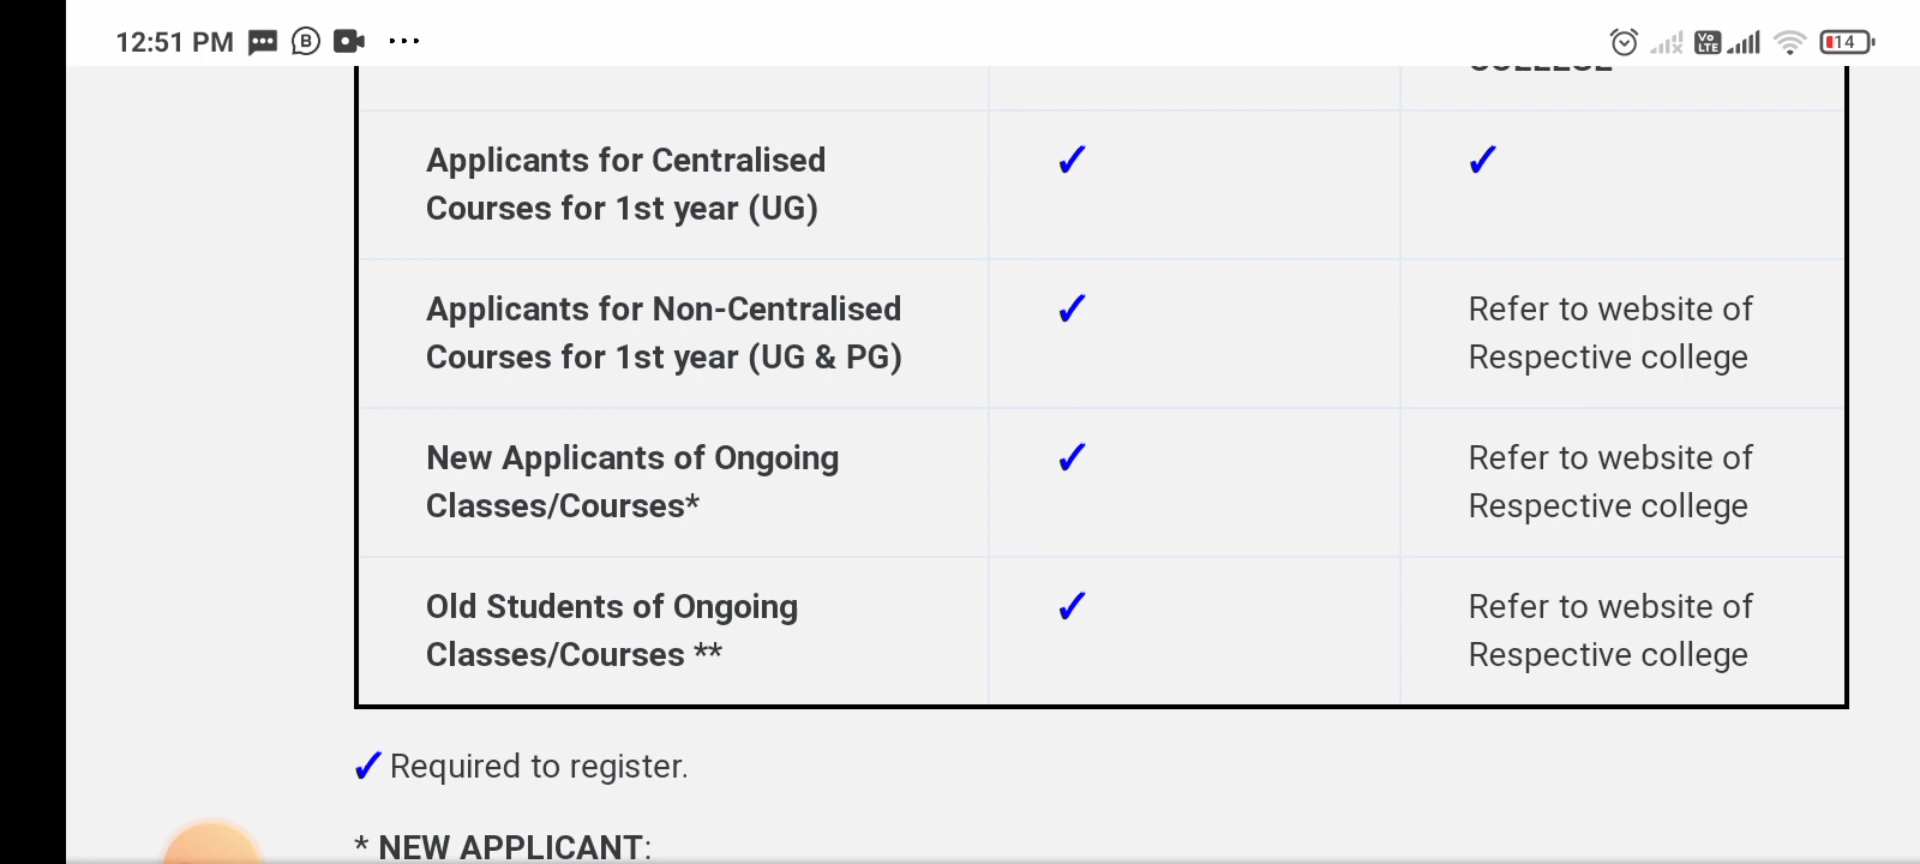 12:51 PM
14
Applicants for Centralised ✓ ✓
Courses for 1st year (UG)
Applicants for Non-Centralised ✓ Refer to website of
Courses for 1st year (UG & PG) Respective college
New Applicants of Ongoing ✓ Refer to website of
Classes/Courses* Respective college
Old Students of Ongoing ✓ Refer to website of
Classes/Courses ** Respective college
✓ Required to register.
* NEW APPLICANT: